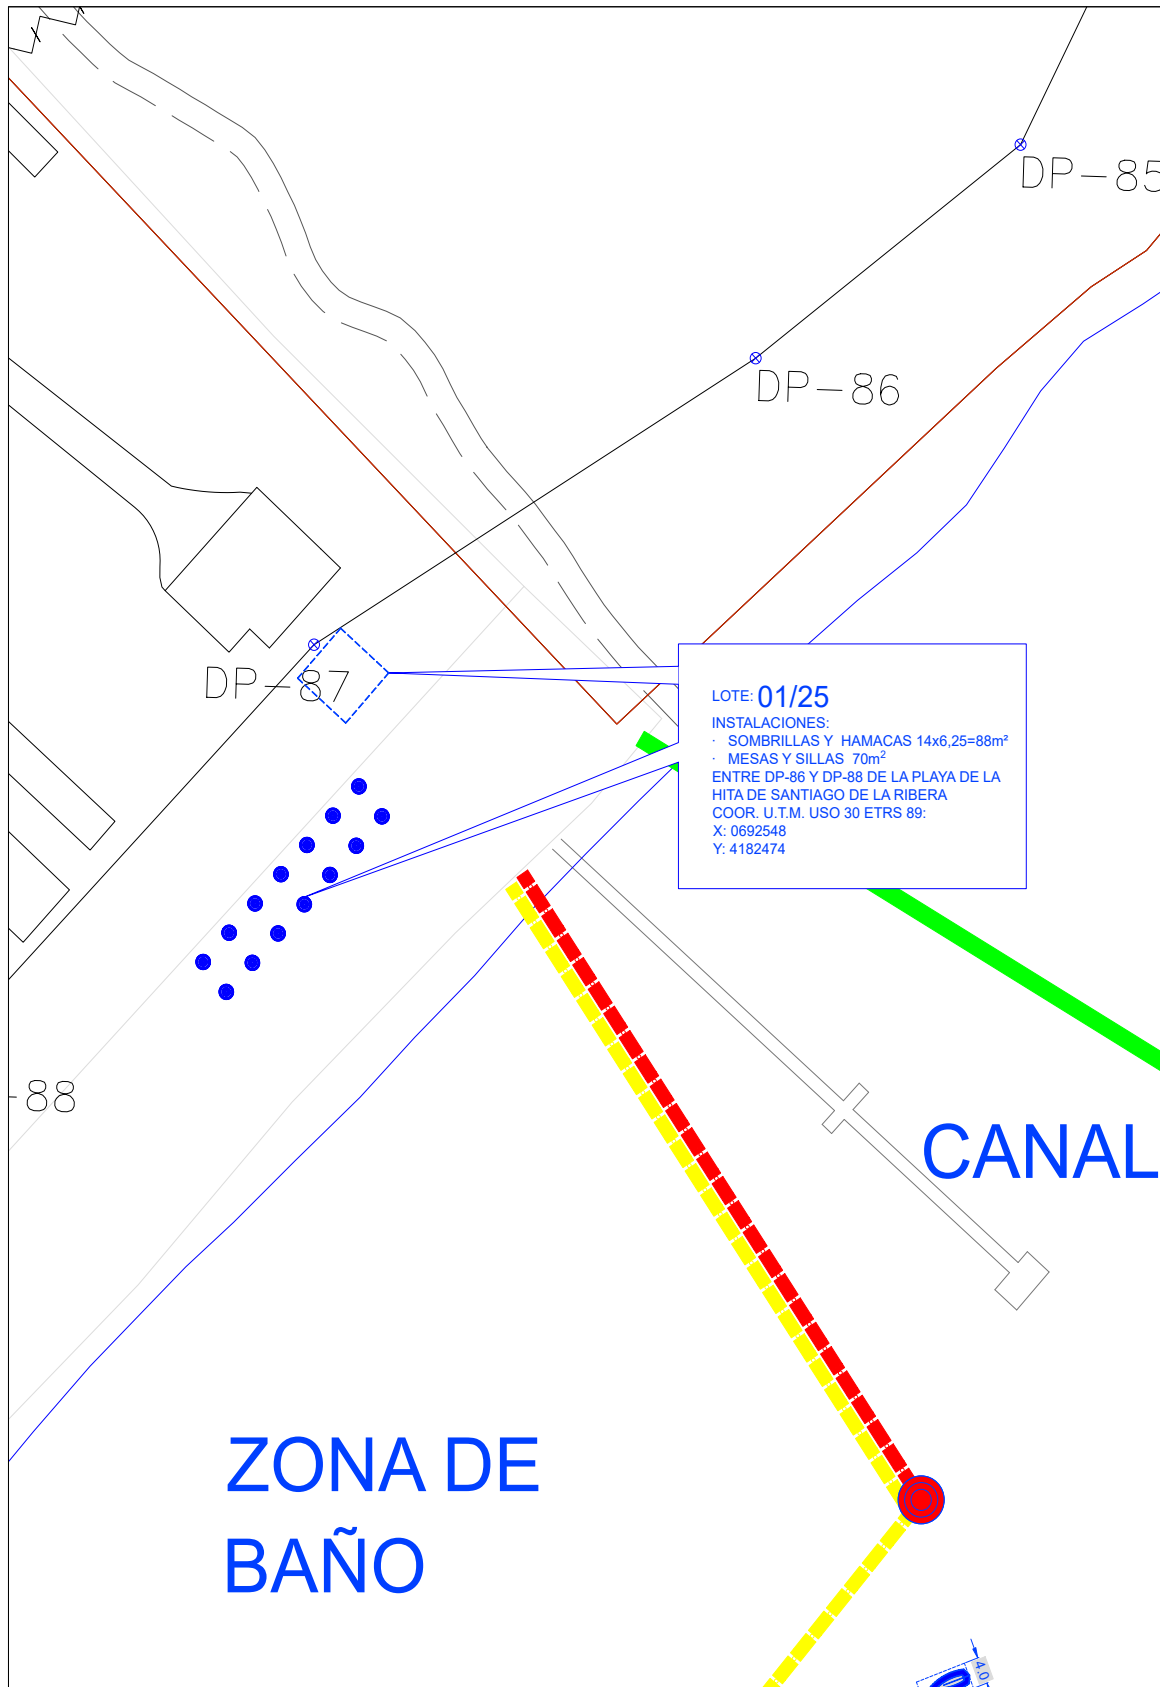 DP-85
DP-86
DP-87
LOTE: 01/25
INSTALACIONES:
· SOMBRILLAS Y HAMACAS 14x6,25=88m²
· MESAS Y SILLAS 70m²
ENTRE DP-86 Y DP-88 DE LA PLAYA DE LA
HITA DE SANTIAGO DE LA RIBERA
COOR. U.T.M. USO 30 ETRS 89:
X: 0692548
Y: 4182474
-88
CANAL
ZONA DE
BAÑO
4.0